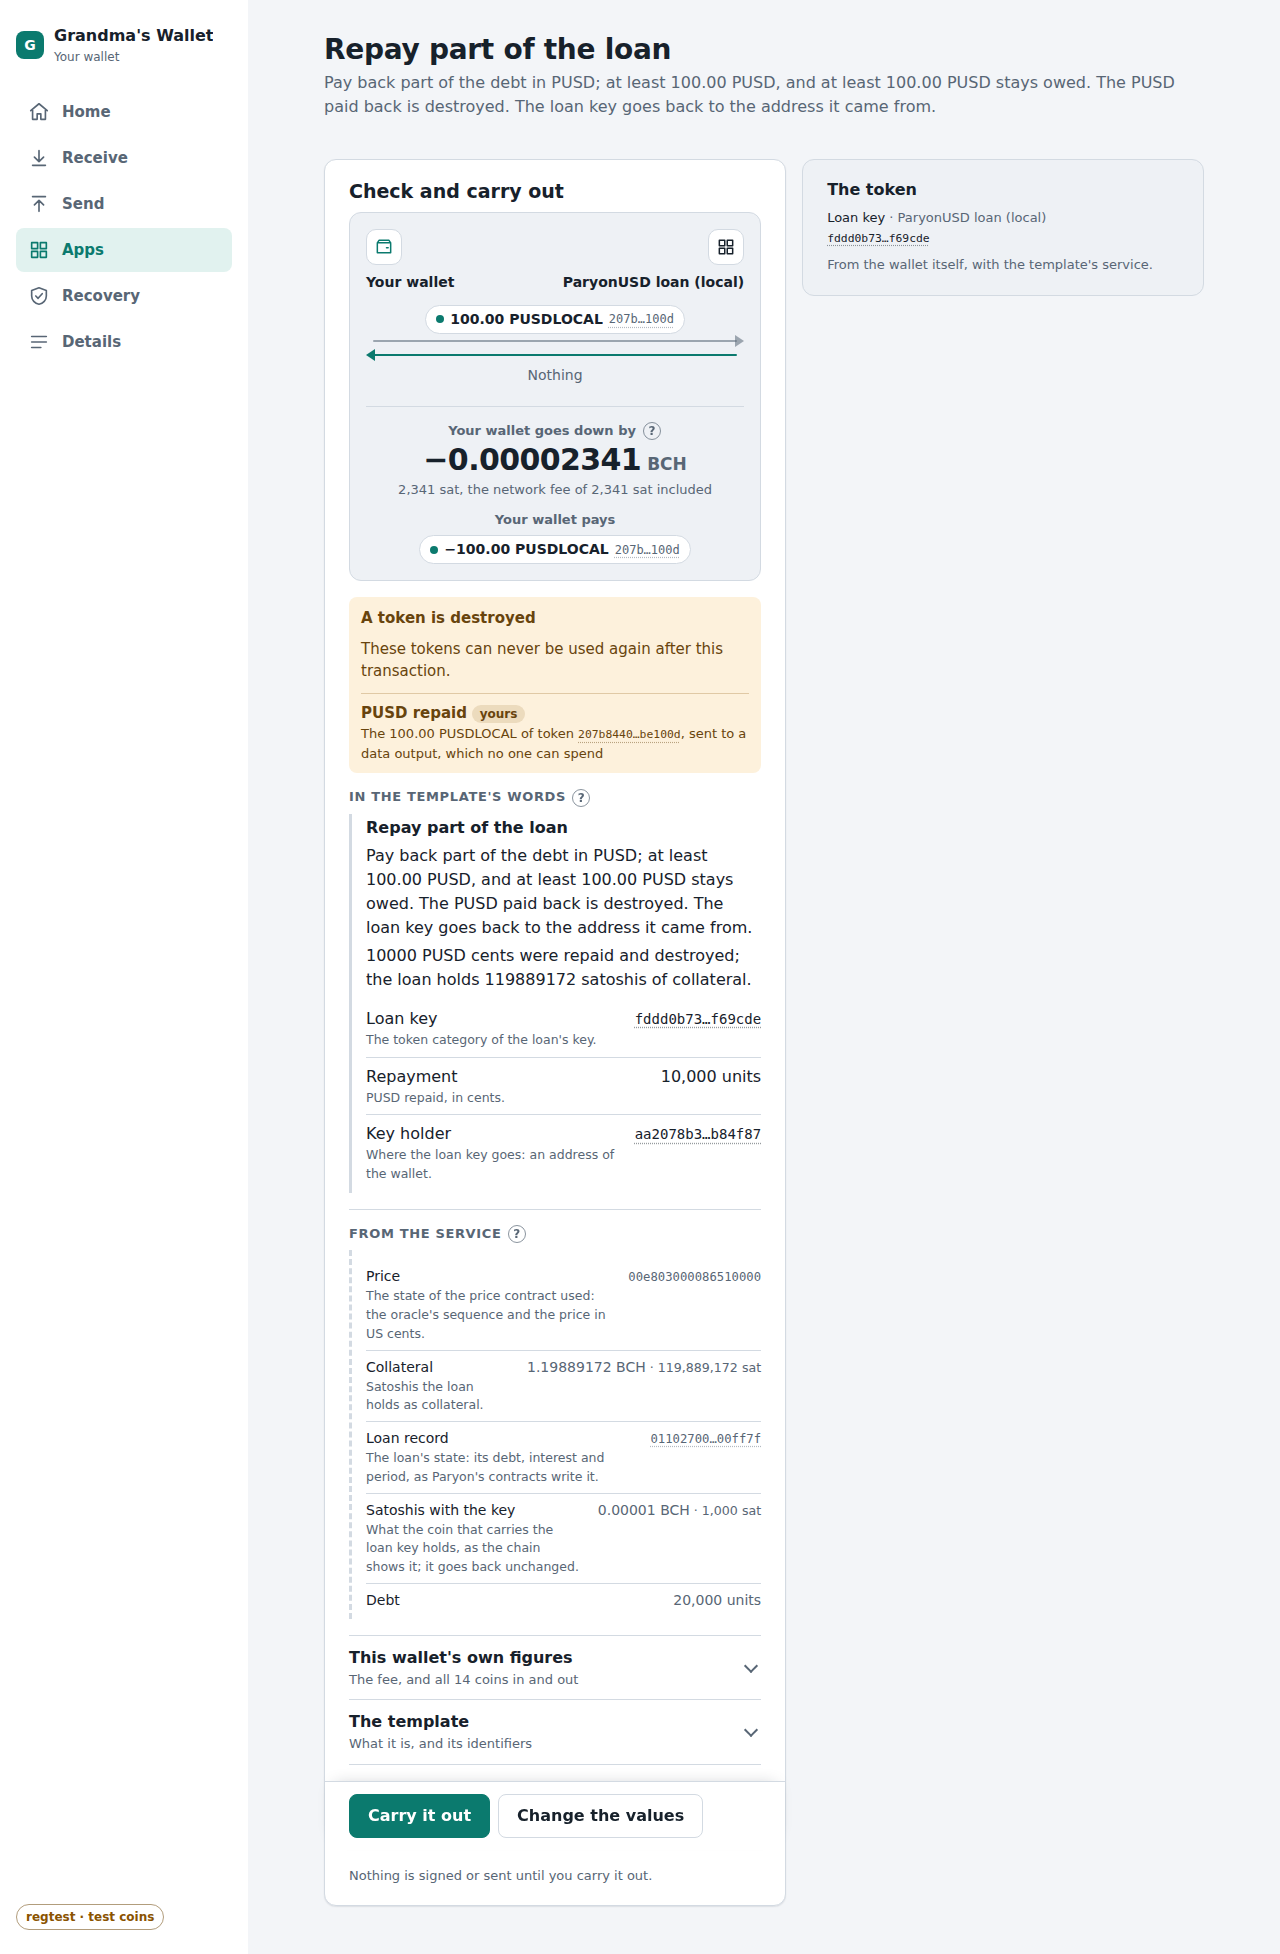 G
Grandma's Wallet
Your wallet
Home
Receive
Send
Apps
Recovery
Details
regtest · test coins
Repay part of the loan
Pay back part of the debt in PUSD; at least 100.00 PUSD, and at least 100.00 PUSD stays owed. The PUSD
paid back is destroyed. The loan key goes back to the address it came from.
Check and carry out
Your wallet
ParyonUSD loan (local)
100.00 PUSDLOCAL 207b…100d
Nothing
Your wallet goes down by ?
−0.00002341 BCH
2,341 sat, the network fee of 2,341 sat included
Your wallet pays
−100.00 PUSDLOCAL 207b…100d
A token is destroyed
These tokens can never be used again after this
transaction.
PUSD repaid yours
The 100.00 PUSDLOCAL of token 207b8440…be100d, sent to a
data output, which no one can spend
IN THE TEMPLATE'S WORDS ?
Repay part of the loan
Pay back part of the debt in PUSD; at least
100.00 PUSD, and at least 100.00 PUSD stays
owed. The PUSD paid back is destroyed. The
loan key goes back to the address it came from.
10000 PUSD cents were repaid and destroyed;
the loan holds 119889172 satoshis of collateral.
Loan key fddd0b73…f69cde
The token category of the loan's key.
Repayment 10,000 units
PUSD repaid, in cents.
Key holder aa2078b3…b84f87
Where the loan key goes: an address of
the wallet.
FROM THE SERVICE ?
Price 00e803000086510000
The state of the price contract used:
the oracle's sequence and the price in
US cents.
Collateral 1.19889172 BCH · 119,889,172 sat
Satoshis the loan
holds as collateral.
Loan record 01102700…00ff7f
The loan's state: its debt, interest and
period, as Paryon's contracts write it.
Satoshis with the key 0.00001 BCH · 1,000 sat
What the coin that carries the
loan key holds, as the chain
shows it; it goes back unchanged.
Debt 20,000 units
This wallet's own figures
The fee, and all 14 coins in and out
The template
What it is, and its identifiers
Carry it out
Change the values
Nothing is signed or sent until you carry it out.
The token
Loan key · ParyonUSD loan (local)
fddd0b73…f69cde
From the wallet itself, with the template's service.